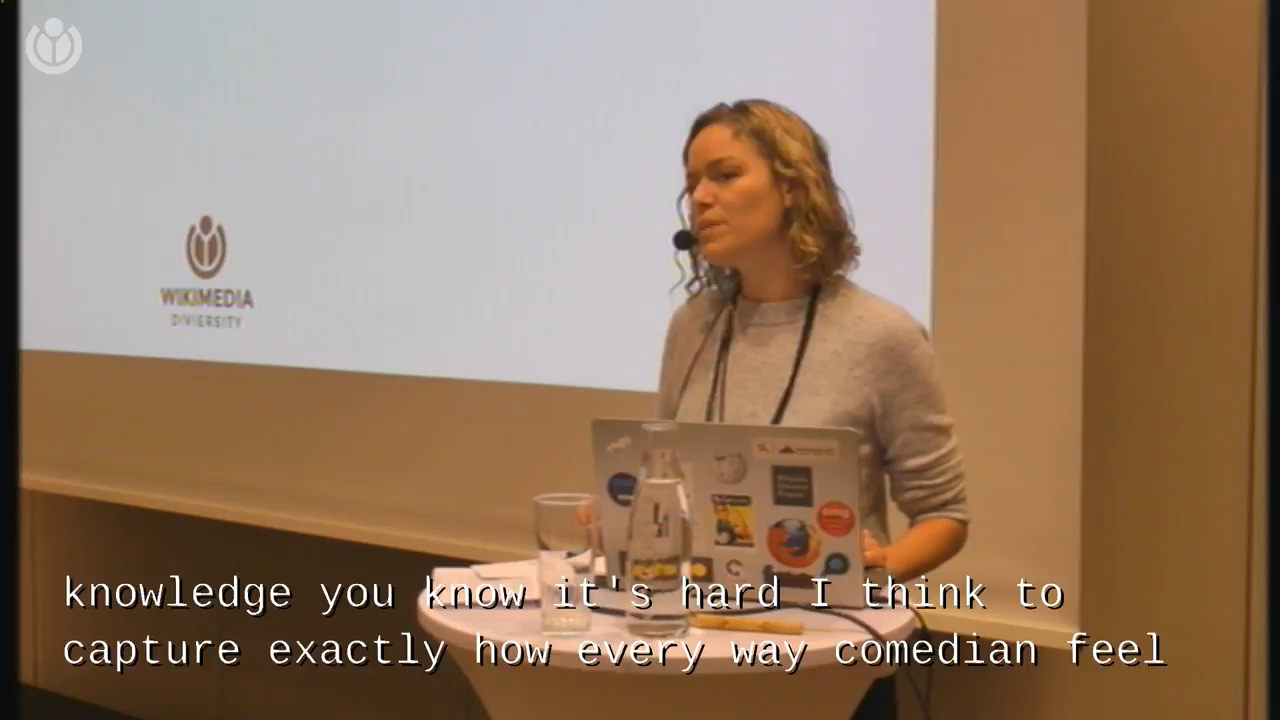 WIKIMEDIA
DIVERSITY
knowledge you know it's hard I think to
capture exactly how every way comedian feel